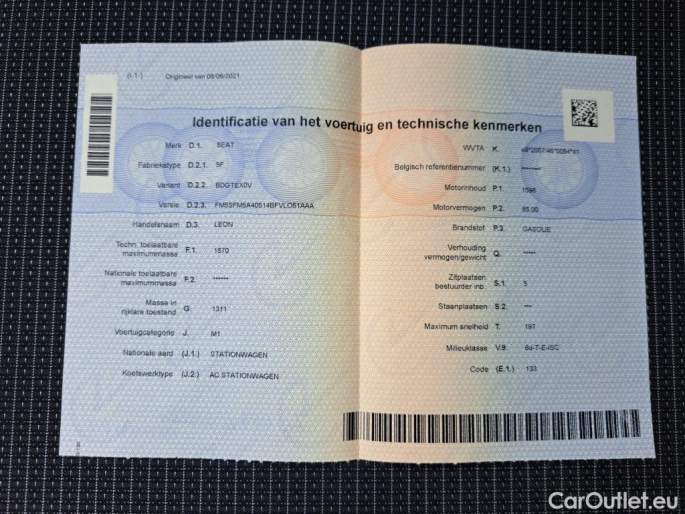 (I.1.) Origineel van 08/06/2021
Identificatie van het voertuig en technische kenmerken
Merk D.1. SEAT
Fabriekstype D.2.1. 5F
Variant D.2.2. BDGTEX0V
Versie D.2.3.
Handelsnaam D.3. LEON
Techn. toelaatbare
maximummassa F.1. 1870
Nationale toelaatbare
maximummassa F.2. ******
Massa in
rijklare toestand G. 1311
Voertuigcategorie J. M1
Nationale aard (J.1.) STATIONWAGEN
Koetswerktype (J.2.) AC STATIONWAGEN
WVTA K.
Belgisch referentienummer (K.1.)
Motorinhoud P.1. 1598
Motorvermogen P.2. 85.00
Brandstof P.3. GASOLIE
Verhouding
vermogen/gewicht Q.
Zitplaatsen
bestuurder inb. S.1. 5
Staanplaatsen S.2. ***
Maximum snelheid T. 197
Milieuklasse V.9. 6d-T-E-ISC
Code (E.1.) 133
CarOutlet.eu